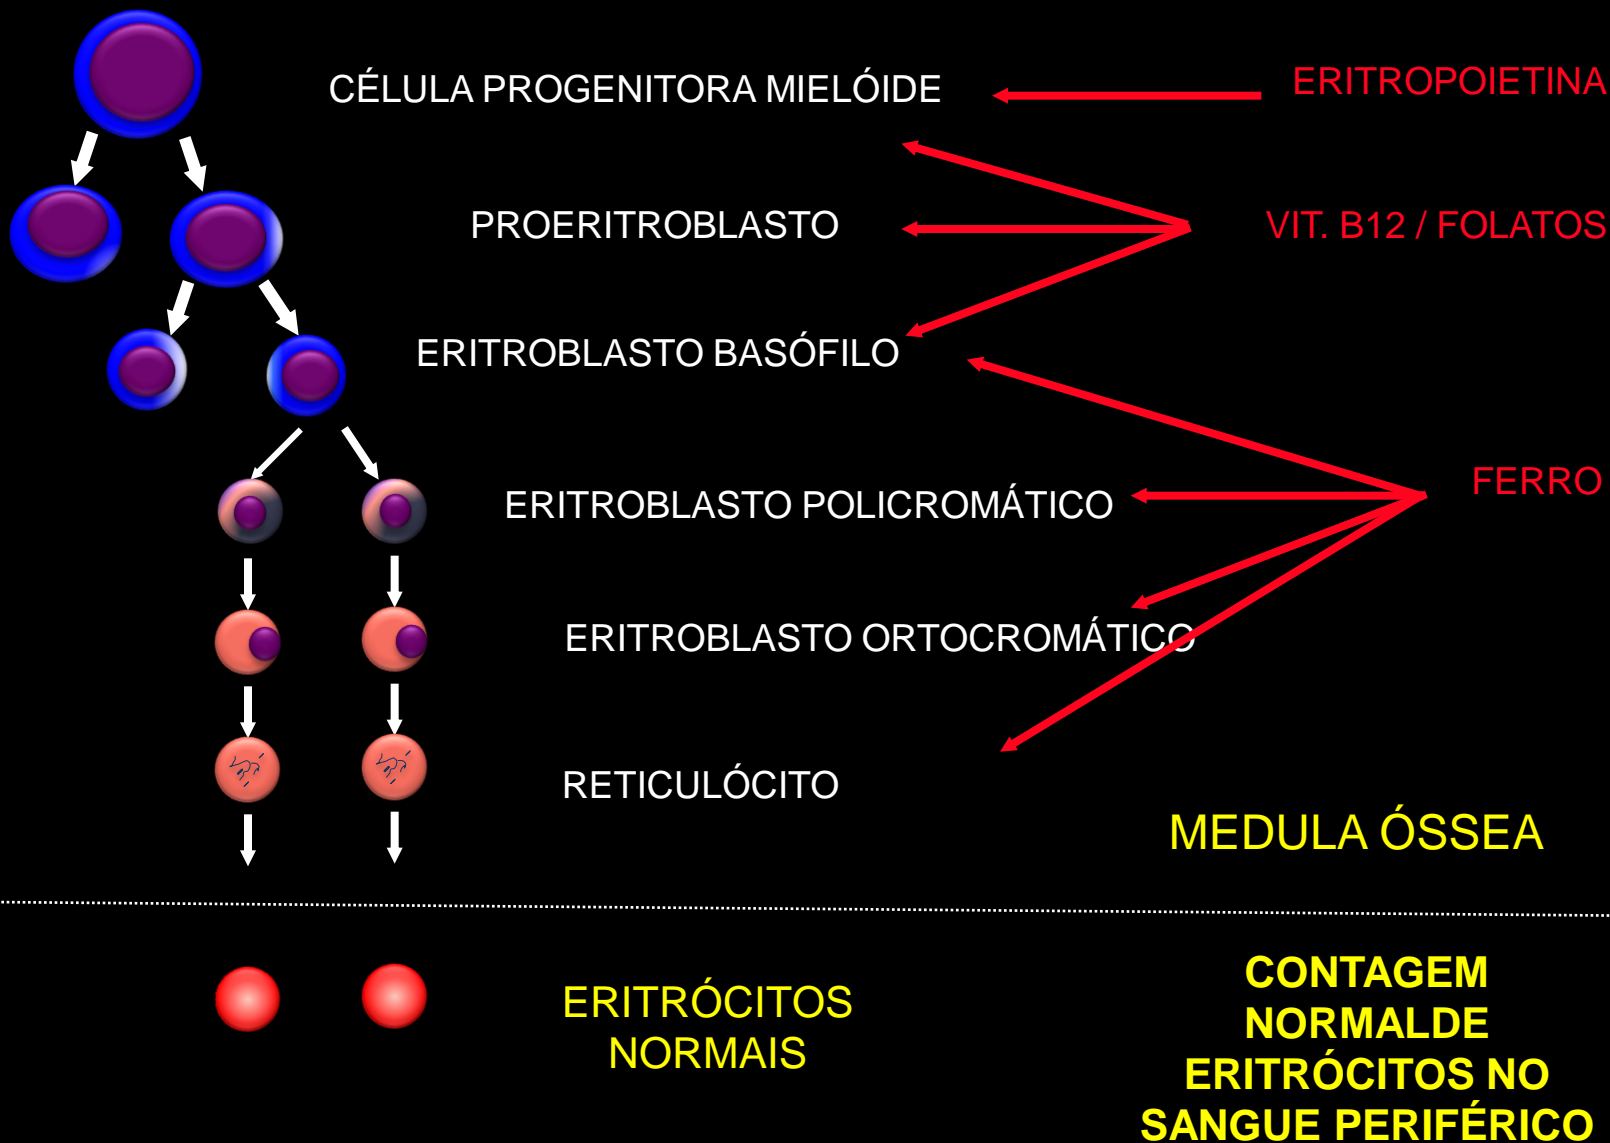 CÉLULA PROGENITORA MIELÓIDE
ERITROPOIETINA
PROERITROBLASTO
VIT. B12 / FOLATOS
ERITROBLASTO BASÓFILO
FERRO
ERITROBLASTO POLICROMÁTICO
ERITROBLASTO ORTOCROMÁTICO
RETICULÓCITO
MEDULA ÓSSEA
ERITRÓCITOS
NORMAIS
CONTAGEM
NORMALDE
ERITRÓCITOS NO
SANGUE PERIFÉRICO